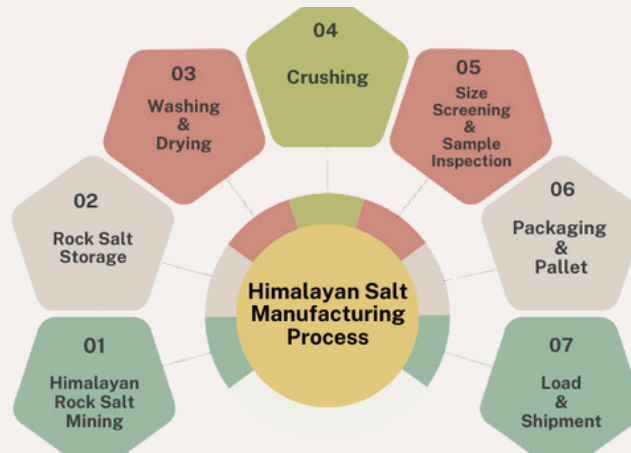 01
Himalayan
Rock Salt
Mining
02
Rock Salt
Storage
03
Washing
&
Drying
04
Crushing
05
Size
Screening
&
Sample
Inspection
06
Packaging
&
Pallet
07
Load
&
Shipment
Himalayan Salt
Manufacturing
Process